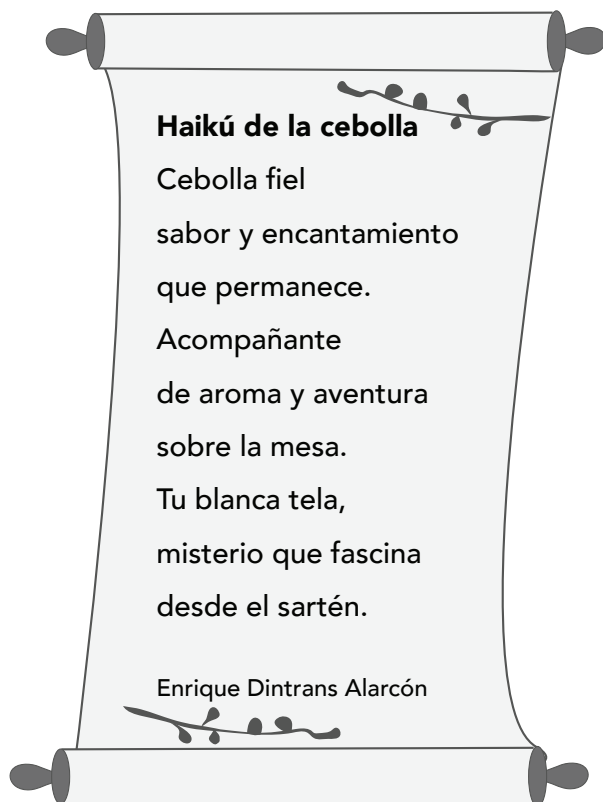 Haikú de la cebolla
Cebolla fiel
sabor y encantamiento
que permanece.
Acompañante
de aroma y aventura
sobre la mesa.
Tu blanca tela,
misterio que fascina
desde el sartén.
Enrique Dintrans Alarcón